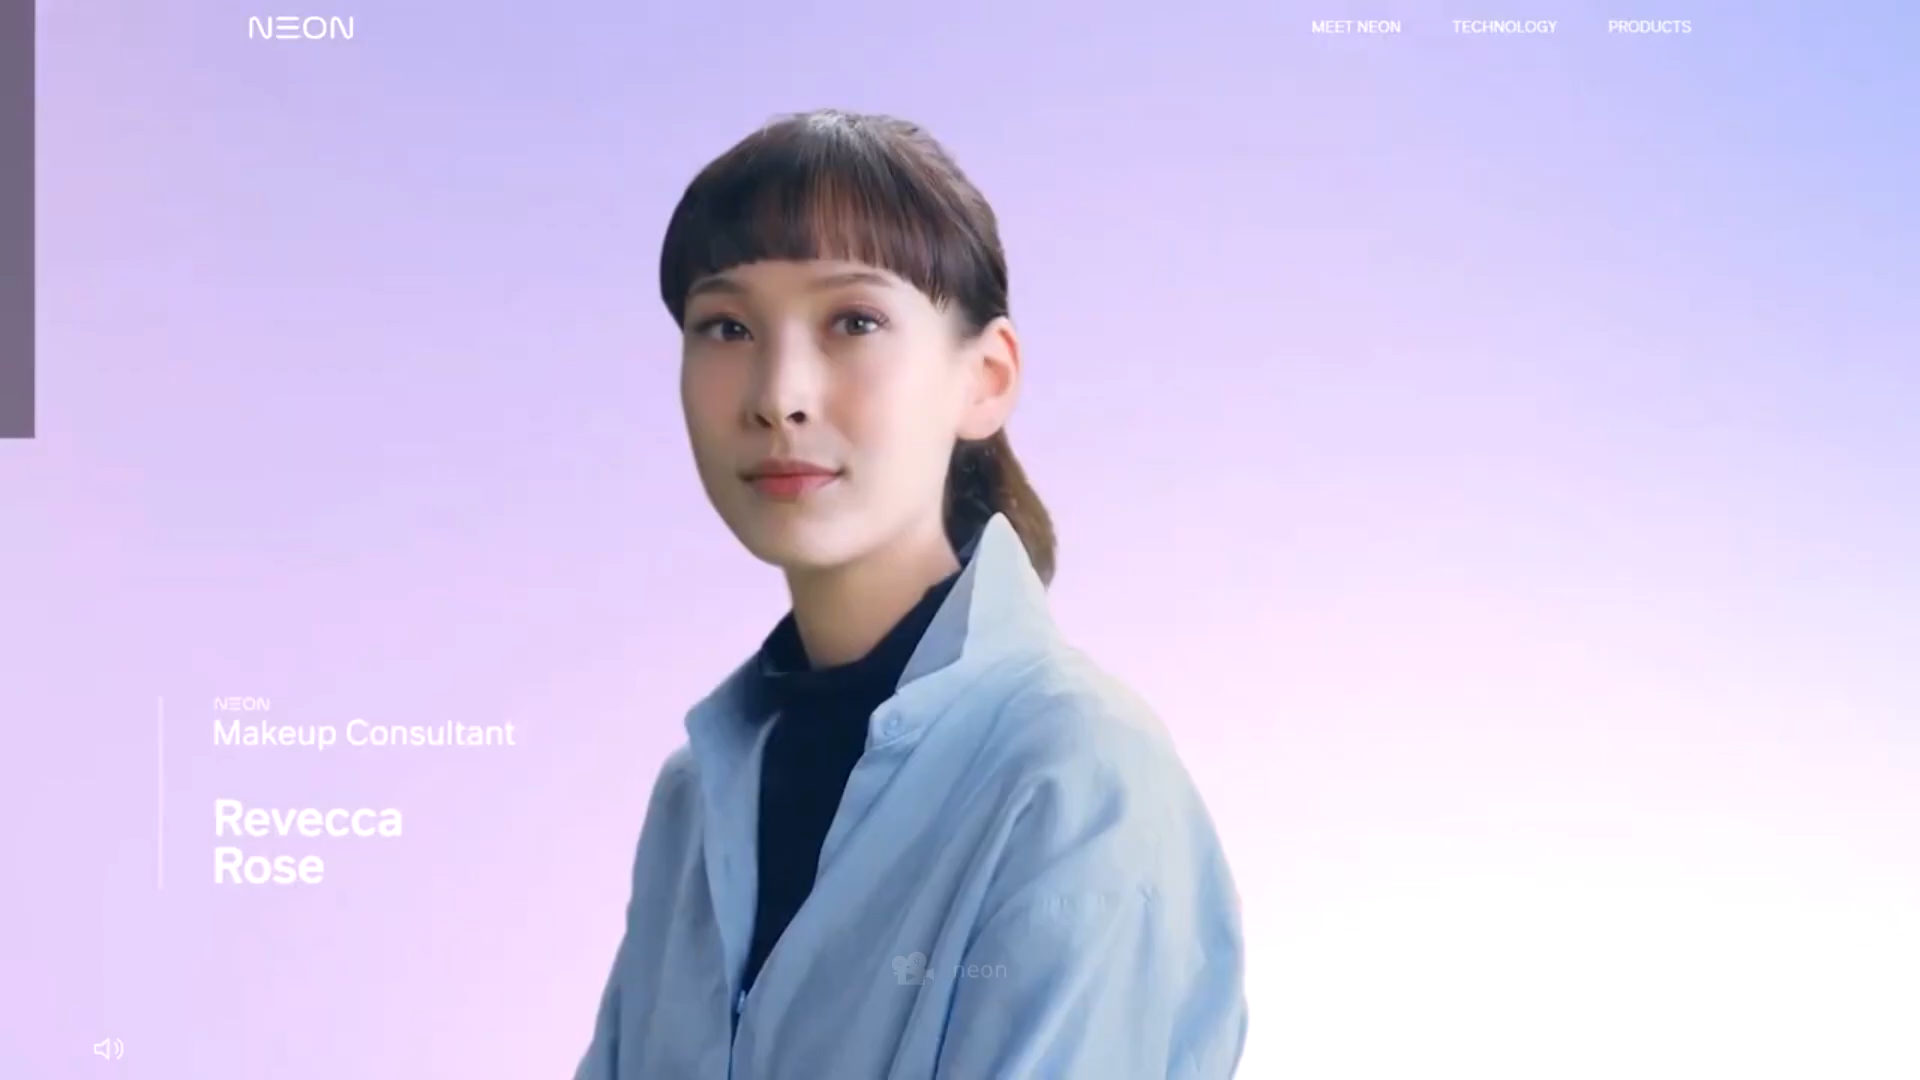 NEON
MEET NEON
TECHNOLOGY
PRODUCTS
NEON
Makeup Consultant
Revecca
Rose
neon